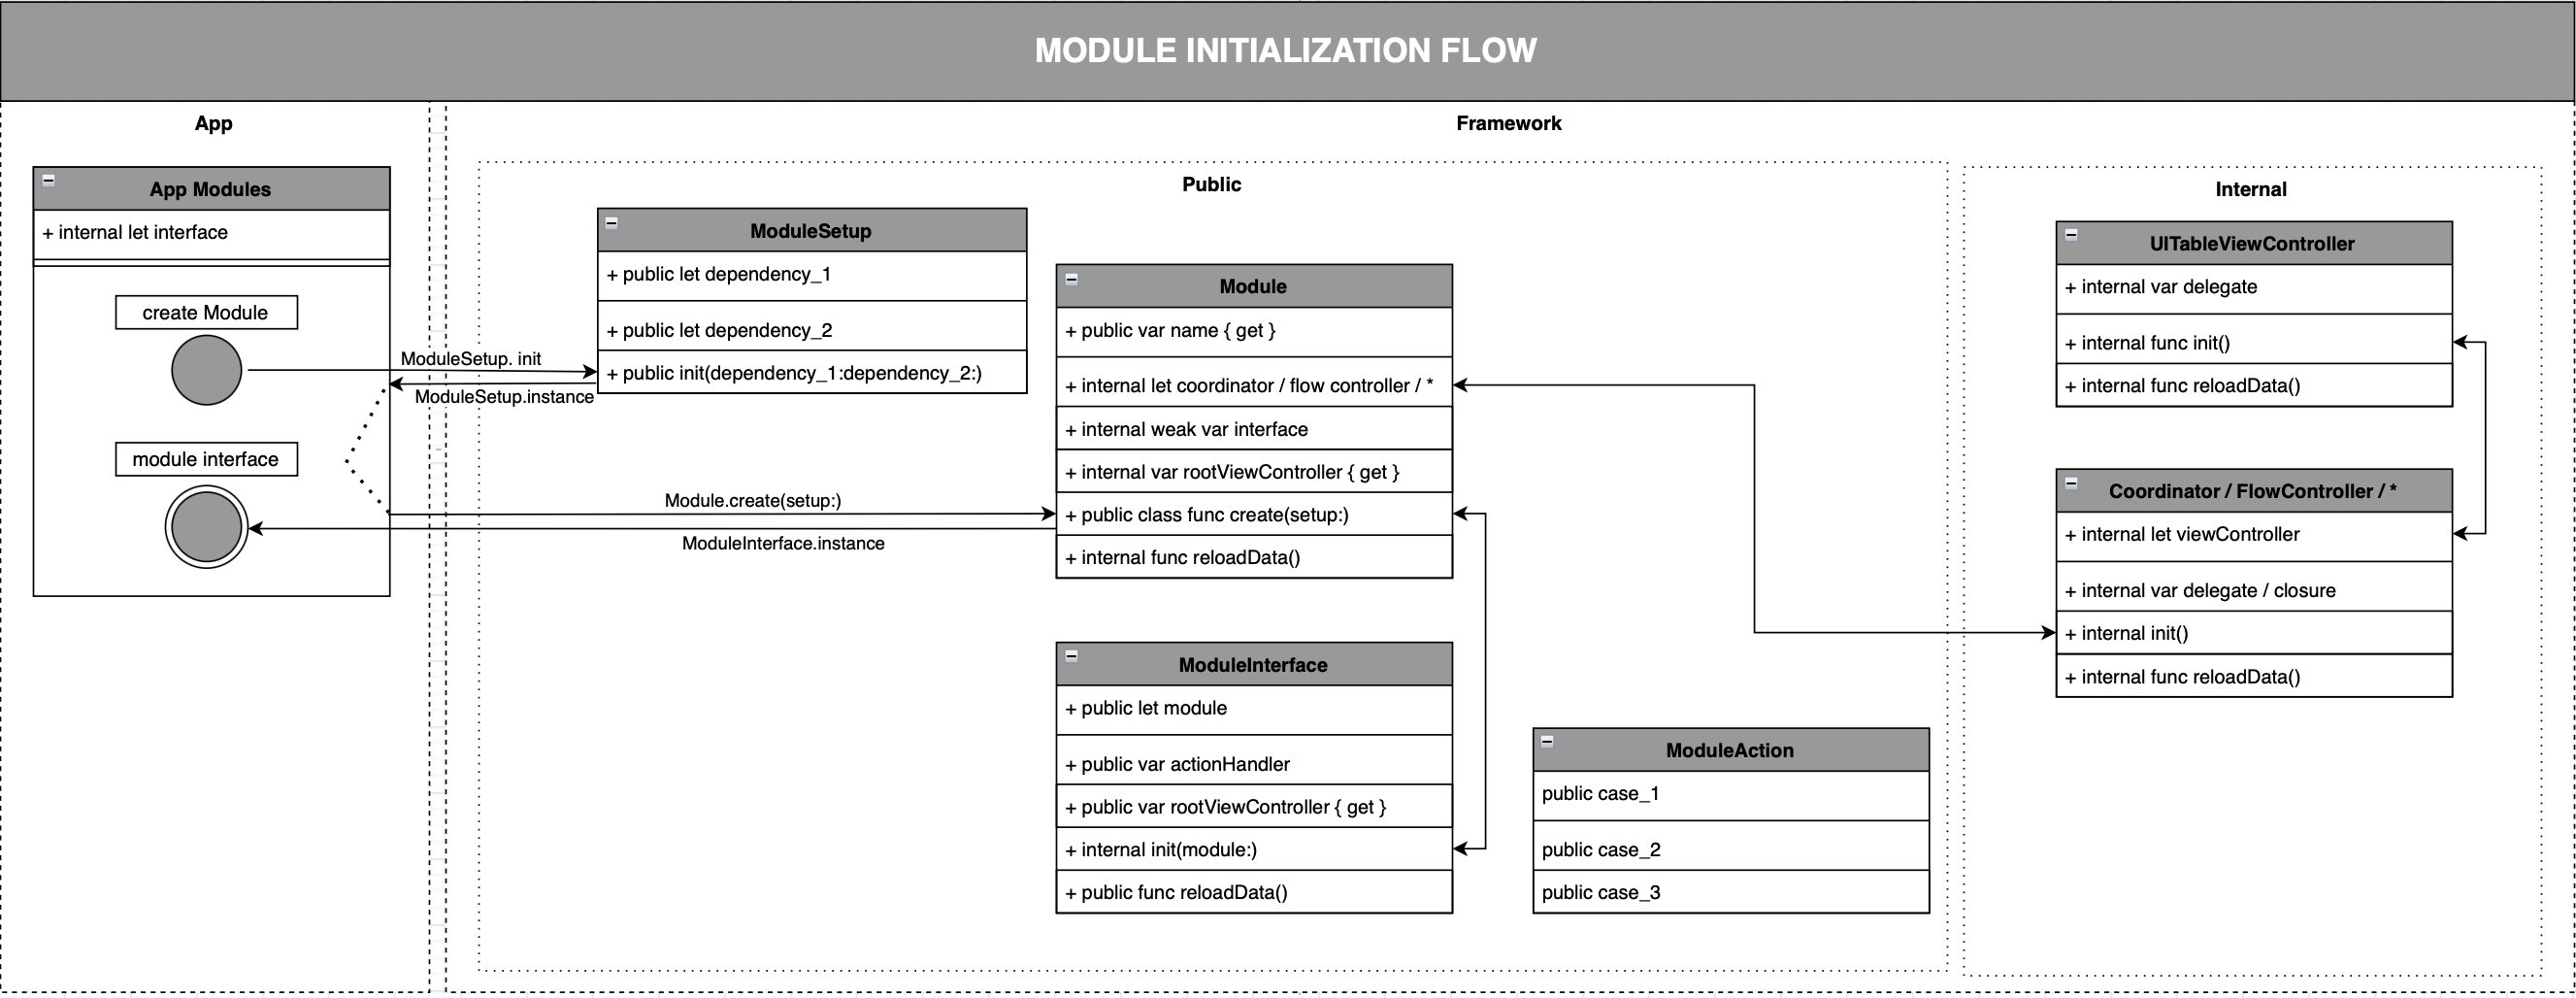 MODULE INITIALIZATION FLOW
App
App Modules
+ internal let interface
create Module
module interface
ModuleSetup. init
ModuleSetup.instance
Module.create(setup:)
ModuleInterface.instance
Framework
Public
ModuleSetup
+ public let dependency_1
+ public let dependency_2
+ public init(dependency_1:dependency_2:)
Module
+ public var name { get }
+ internal let coordinator / flow controller / *
+ internal weak var interface
+ internal var rootViewController { get }
+ public class func create(setup:)
+ internal func reloadData()
ModuleInterface
+ public let module
+ public var actionHandler
+ public var rootViewController { get }
+ internal init(module:)
+ public func reloadData()
ModuleAction
public case_1
public case_2
public case_3
Internal
UITableViewController
+ internal var delegate
+ internal func init()
+ internal func reloadData()
Coordinator / FlowController / *
+ internal let viewController
+ internal var delegate / closure
+ internal init()
+ internal func reloadData()